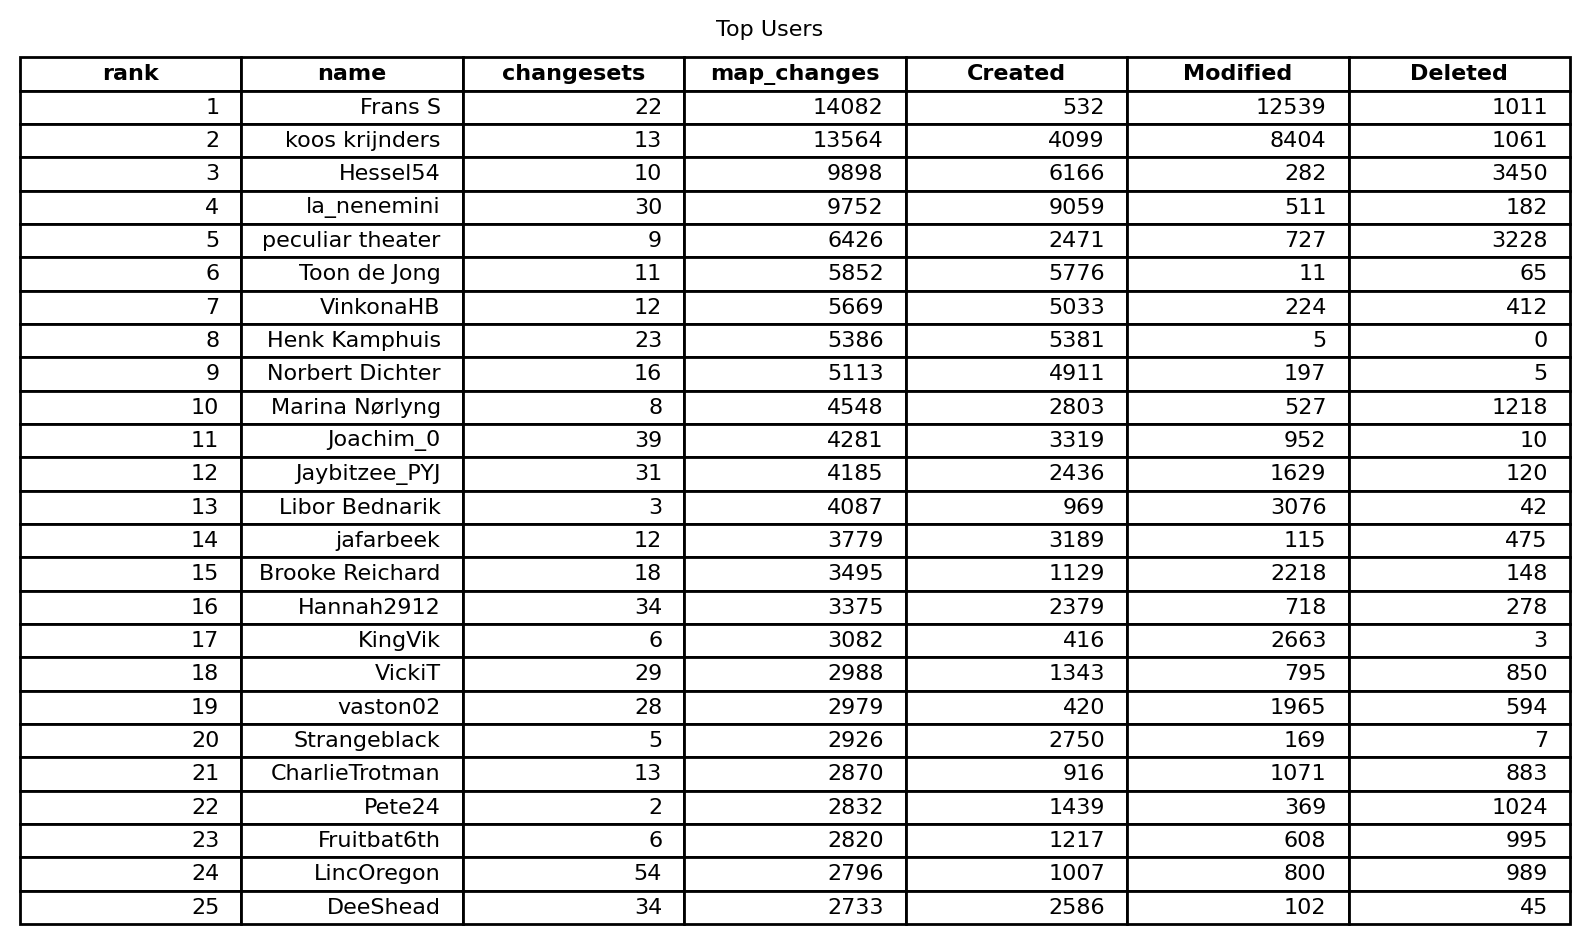 Top Users
rank name changesets map_changes Created Modified Deleted
1 Frans S 22 14082 532 12539 1011
2 koos krijnders 13 13564 4099 8404 1061
3 Hessel54 10 9898 6166 282 3450
4 la_nenemini 30 9752 9059 511 182
5 peculiar theater 9 6426 2471 727 3228
6 Toon de Jong 11 5852 5776 11 65
7 VinkonaHB 12 5669 5033 224 412
8 Henk Kamphuis 23 5386 5381 5 0
9 Norbert Dichter 16 5113 4911 197 5
10 Marina Nørlyng 8 4548 2803 527 1218
11 Joachim_0 39 4281 3319 952 10
12 Jaybitzee_PYJ 31 4185 2436 1629 120
13 Libor Bednarik 3 4087 969 3076 42
14 jafarbeek 12 3779 3189 115 475
15 Brooke Reichard 18 3495 1129 2218 148
16 Hannah2912 34 3375 2379 718 278
17 KingVik 6 3082 416 2663 3
18 VickiT 29 2988 1343 795 850
19 vaston02 28 2979 420 1965 594
20 Strangeblack 5 2926 2750 169 7
21 CharlieTrotman 13 2870 916 1071 883
22 Pete24 2 2832 1439 369 1024
23 Fruitbat6th 6 2820 1217 608 995
24 LincOregon 54 2796 1007 800 989
25 DeeShead 34 2733 2586 102 45